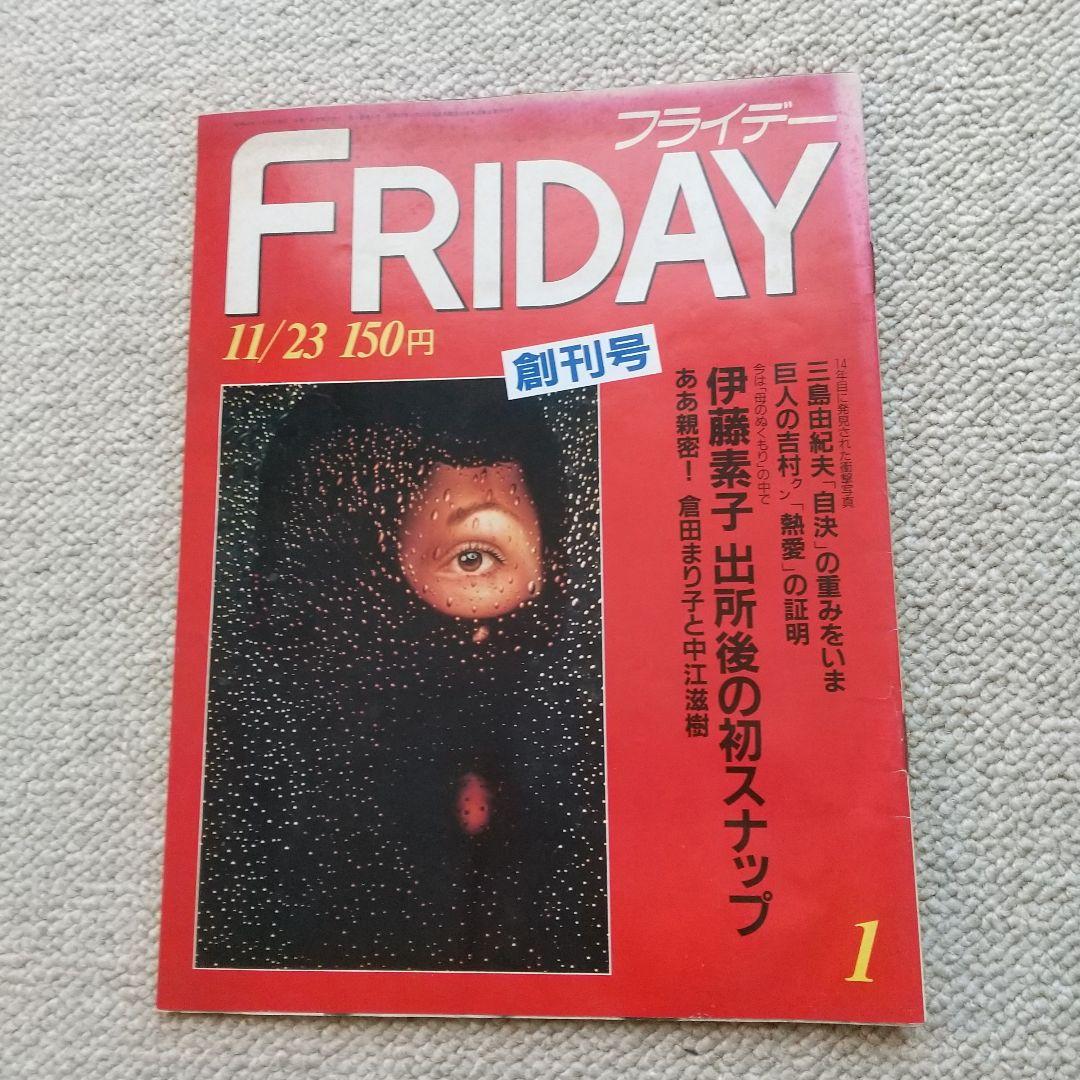 フライデー
FRIDAY
11/23 150円
創刊号
14年目に発見された衝撃写真
三島由紀夫「自決」の重みをいま
巨人の吉村クン「熱愛」の証明
今は「母のぬくもり」の中で
伊藤素子 出所後の初スナップ
ああ親密! 倉田まり子と中江滋樹
1